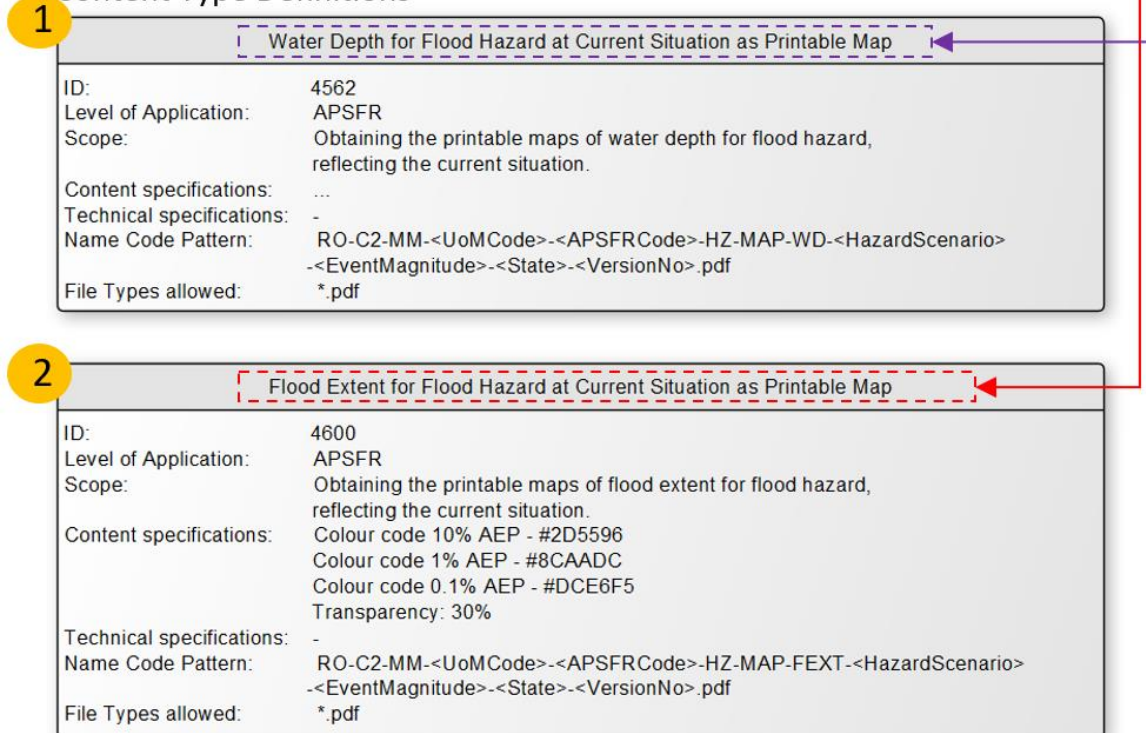 Content Type Definitions
1
Water Depth for Flood Hazard at Current Situation as Printable Map
ID: 4562
Level of Application: APSFR
Scope: Obtaining the printable maps of water depth for flood hazard,
reflecting the current situation.
Content specifications: ...
Technical specifications: -
Name Code Pattern: RO-C2-MM-<UoMCode>-<APSFRCode>-HZ-MAP-WD-<HazardScenario>
-<EventMagnitude>-<State>-<VersionNo>.pdf
File Types allowed: *.pdf
2
Flood Extent for Flood Hazard at Current Situation as Printable Map
ID: 4600
Level of Application: APSFR
Scope: Obtaining the printable maps of flood extent for flood hazard,
reflecting the current situation.
Content specifications: Colour code 10% AEP - #2D5596
Colour code 1% AEP - #8CAADC
Colour code 0.1% AEP - #DCE6F5
Transparency: 30%
Technical specifications: -
Name Code Pattern: RO-C2-MM-<UoMCode>-<APSFRCode>-HZ-MAP-FEXT-<HazardScenario>
-<EventMagnitude>-<State>-<VersionNo>.pdf
File Types allowed: *.pdf